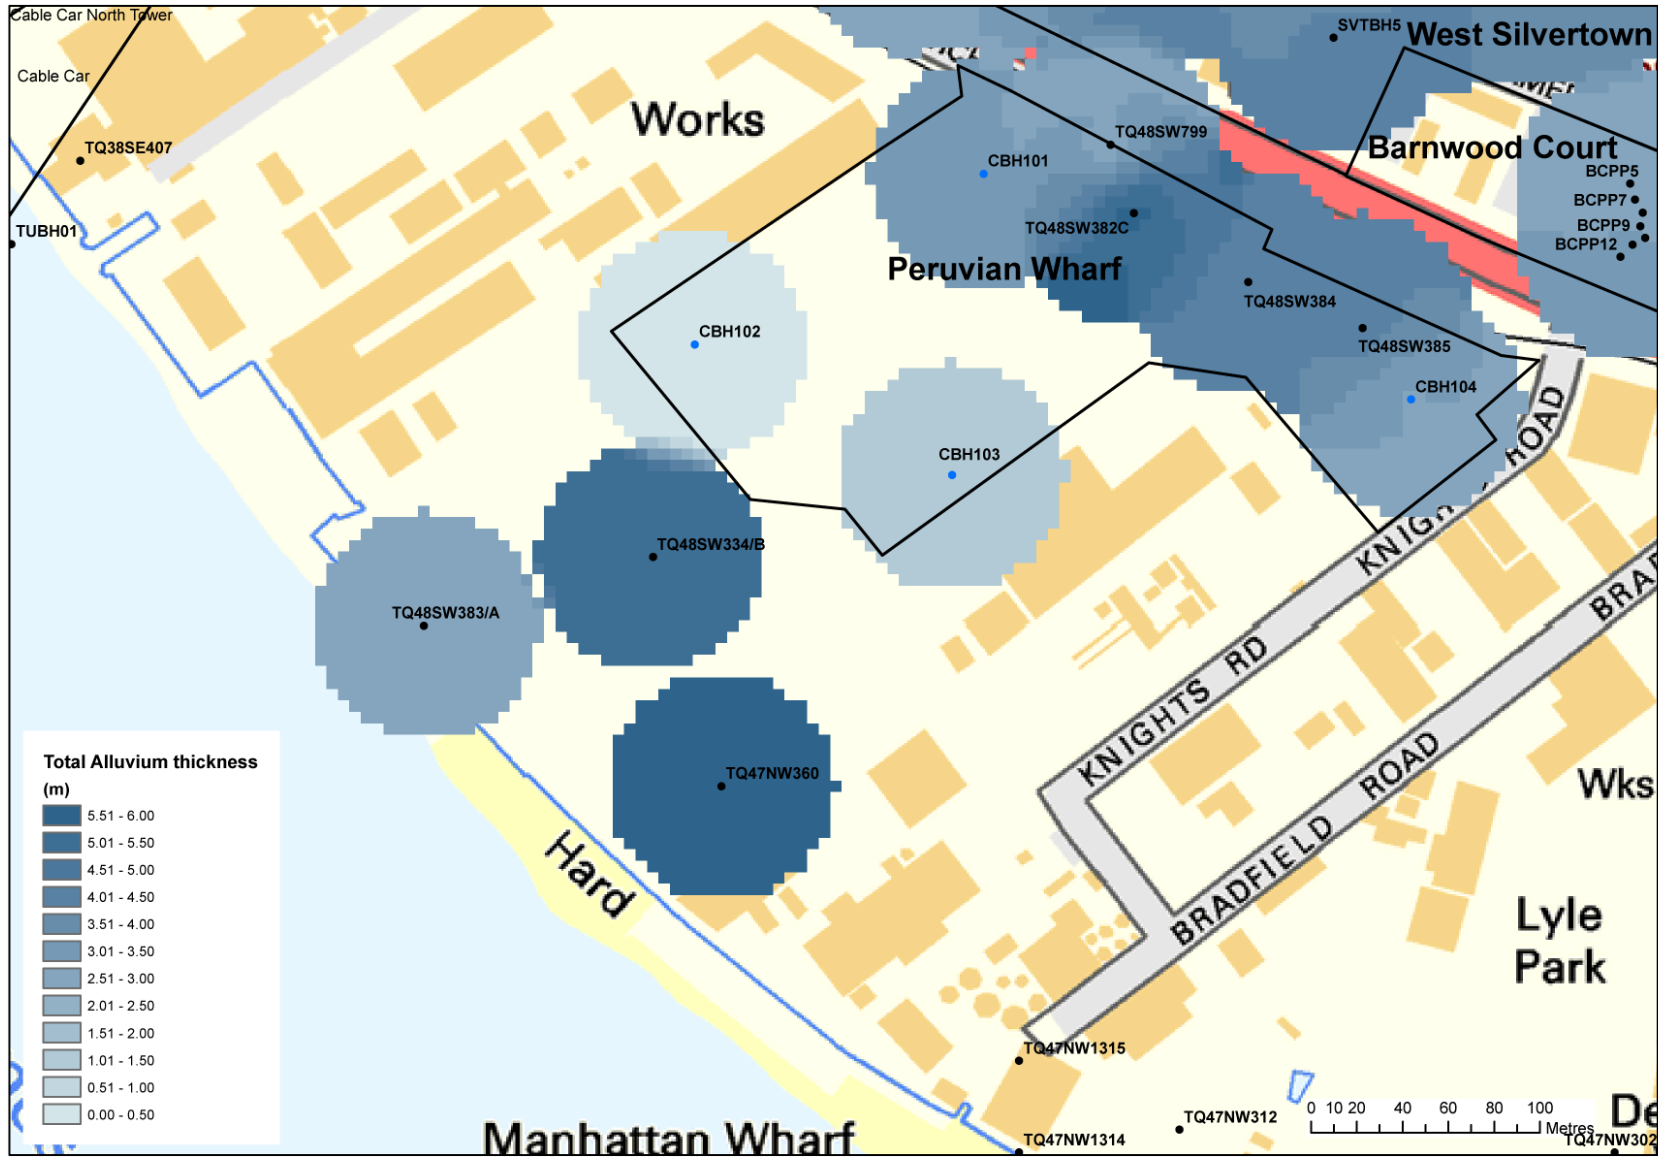 Cable Car North Tower
Cable Car
TQ38SE407
TUBH01
Works
SVTBH5
West Silvertown
TQ48SW799
CBH101
Barnwood Court
BCPP5
BCPP7
BCPP9
BCPP12
TQ48SW382C
Peruvian Wharf
TQ48SW384
TQ48SW385
CBH102
CBH104
CBH103
TQ48SW334/B
TQ48SW383/A
TQ47NW360
KNIGH
ROAD
KNIGHTS RD
BRADFIELD ROAD
BRAD
Wks
Hard
Lyle
Park
Total Alluvium thickness
(m)
5.51 - 6.00
5.01 - 5.50
4.51 - 5.00
4.01 - 4.50
3.51 - 4.00
3.01 - 3.50
2.51 - 3.00
2.01 - 2.50
1.51 - 2.00
1.01 - 1.50
0.51 - 1.00
0.00 - 0.50
TQ47NW1315
TQ47NW312
TQ47NW1314
TQ47NW302
De
Manhattan Wharf
0 10 20 40 60 80 100
Metres